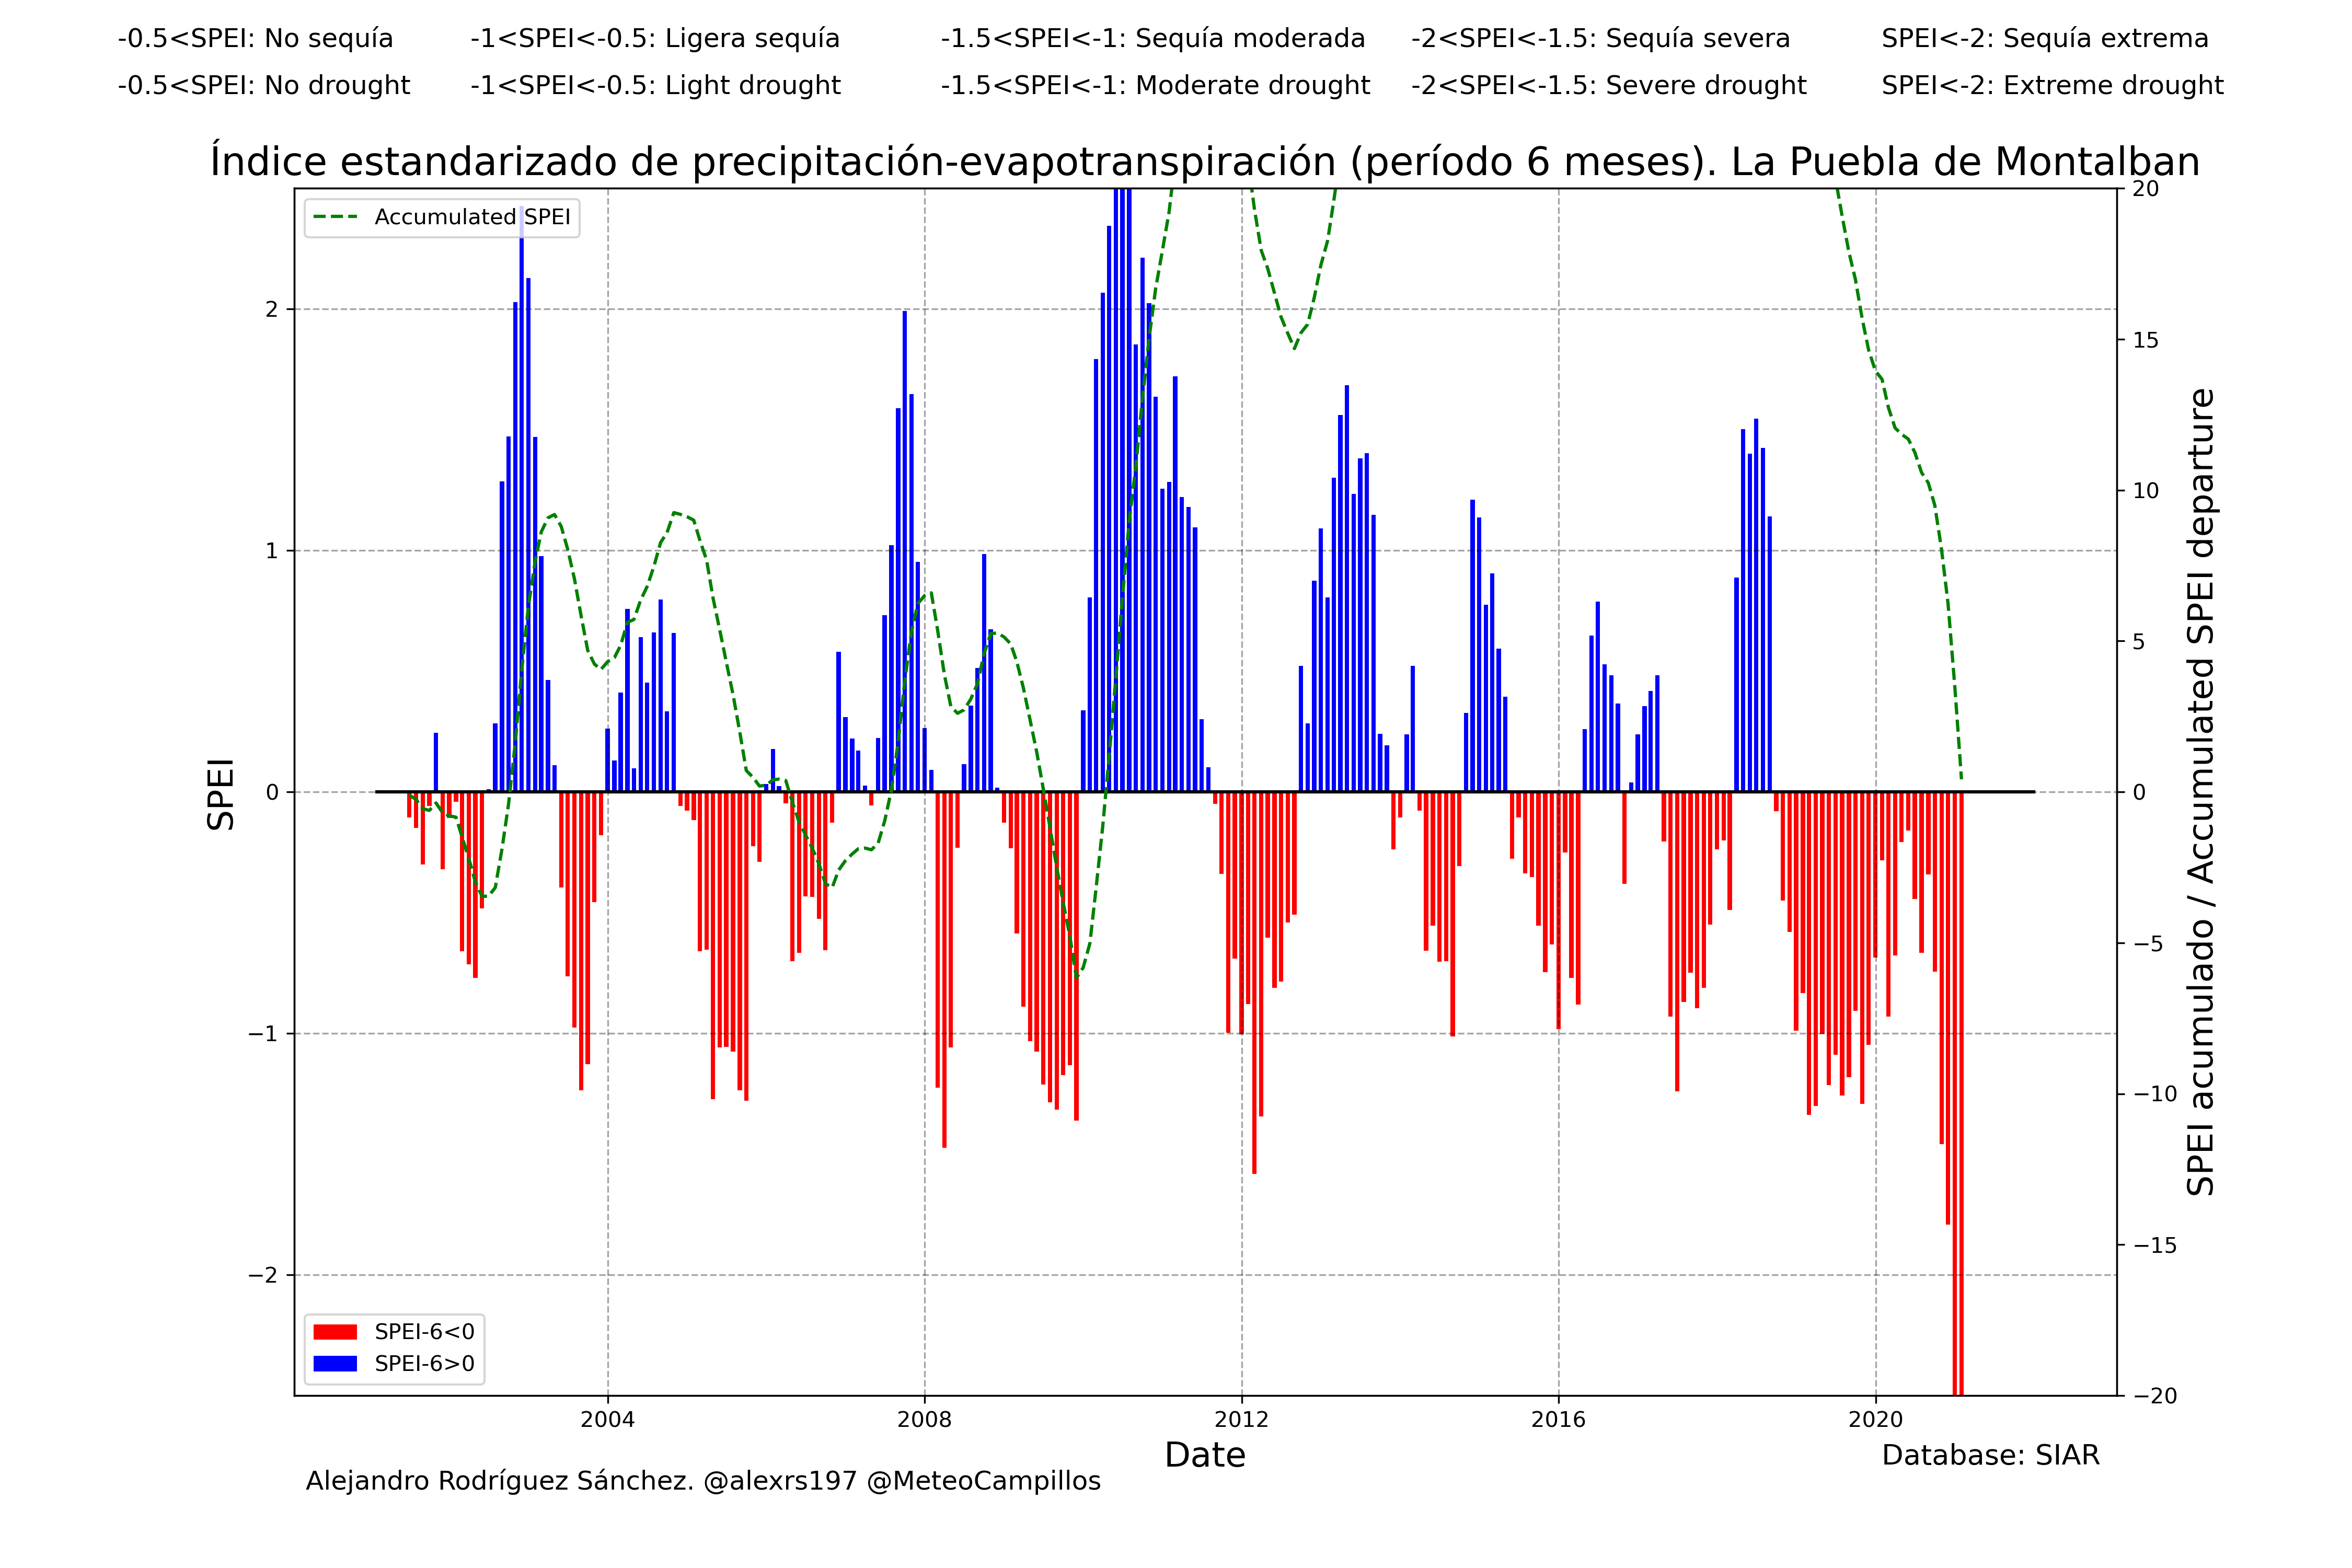 -0.5<SPEI: No sequía -1<SPEI<-0.5: Ligera sequía -1.5<SPEI<-1: Sequía moderada -2<SPEI<-1.5: Sequía severa SPEI<-2: Sequía extrema
-0.5<SPEI: No drought -1<SPEI<-0.5: Light drought -1.5<SPEI<-1: Moderate drought -2<SPEI<-1.5: Severe drought SPEI<-2: Extreme drought
Índice estandarizado de precipitación-evapotranspiración (período 6 meses). La Puebla de Montalban
Accumulated SPEI
SPEI
2
1
0
−1
−2
20
15
10
5
0
−5
−10
−15
−20
SPEI acumulado / Accumulated SPEI departure
SPEI-6<0
SPEI-6>0
2004 2008 2012 2016 2020
Date
Database: SIAR
Alejandro Rodríguez Sánchez. @alexrs197 @MeteoCampillos